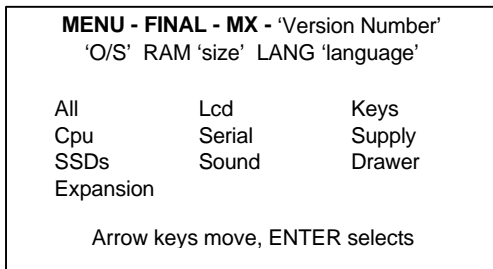 MENU - FINAL - MX - ‘Version Number’
‘O/S’ RAM ‘size’ LANG ‘language’
All Lcd Keys
Cpu Serial Supply
SSDs Sound Drawer
Expansion
Arrow keys move, ENTER selects